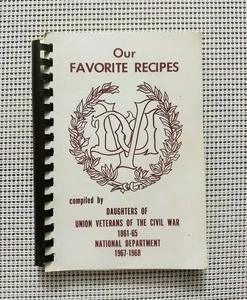 Our
FAVORITE RECIPES
DUV
compiled by
DAUGHTERS OF
UNION VETERANS OF THE CIVIL WAR
1861-65
NATIONAL DEPARTMENT
1967-1968